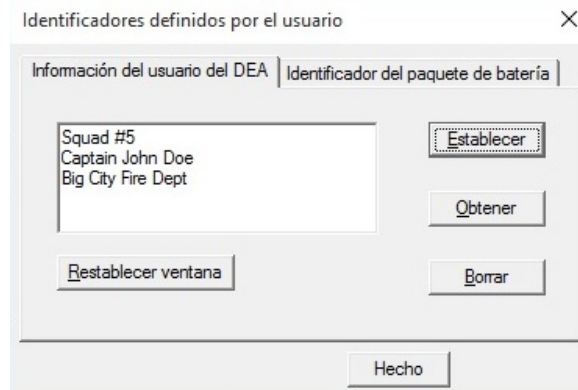 Identificadores definidos por el usuario
Información del usuario del DEA
Identificador del paquete de batería
Squad #5
Captain John Doe
Big City Fire Dept
Establecer
Obtener
Restablecer ventana
Borrar
Hecho